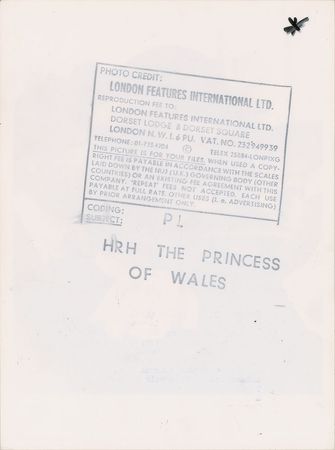 PHOTO CREDIT:
LONDON FEATURES INTERNATIONAL LTD.
REPRODUCTION FEE TO:
LONDON FEATURES INTERNATIONAL LTD.
DORSET LODGE 8 DORSET SQUARE
LONDON N.W.1. 6 PU. VAT. NO. 232949939
TELEPHONE: 01-723 4204 TELEX 25684-LONPIXG
THIS PICTURE IS FOR YOUR FILES. WHEN USED A COPY-
RIGHT FEE IS PAYABLE IN ACCORDANCE WITH THE SCALES
LAID DOWN BY THE NUJ (U.K.) GOVERNING BODY (OTHER
COUNTRIES) OR AN EXISTING FEE AGREEMENT WITH THIS
COMPANY. "REPEAT" FEES NOT ACCEPTED. EACH USE
PAYABLE AT FULL RATE. OTHER USES (I. e. ADVERTISING)
BY PRIOR ARRANGEMENT ONLY
CODING:
SUBJECT: PL
HRH THE PRINCESS
OF WALES